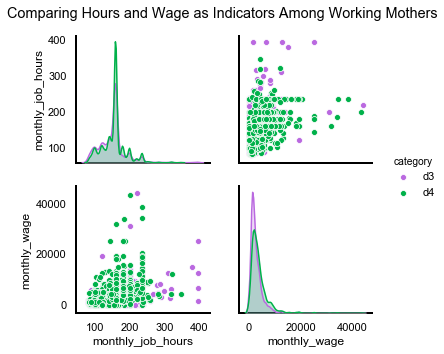 Comparing Hours and Wage as Indicators Among Working Mothers
monthly_job_hours
400
300
200
100
category
d3
d4
monthly_wage
40000
20000
0
100 200 300 400
0 20000 40000
monthly_job_hours
monthly_wage